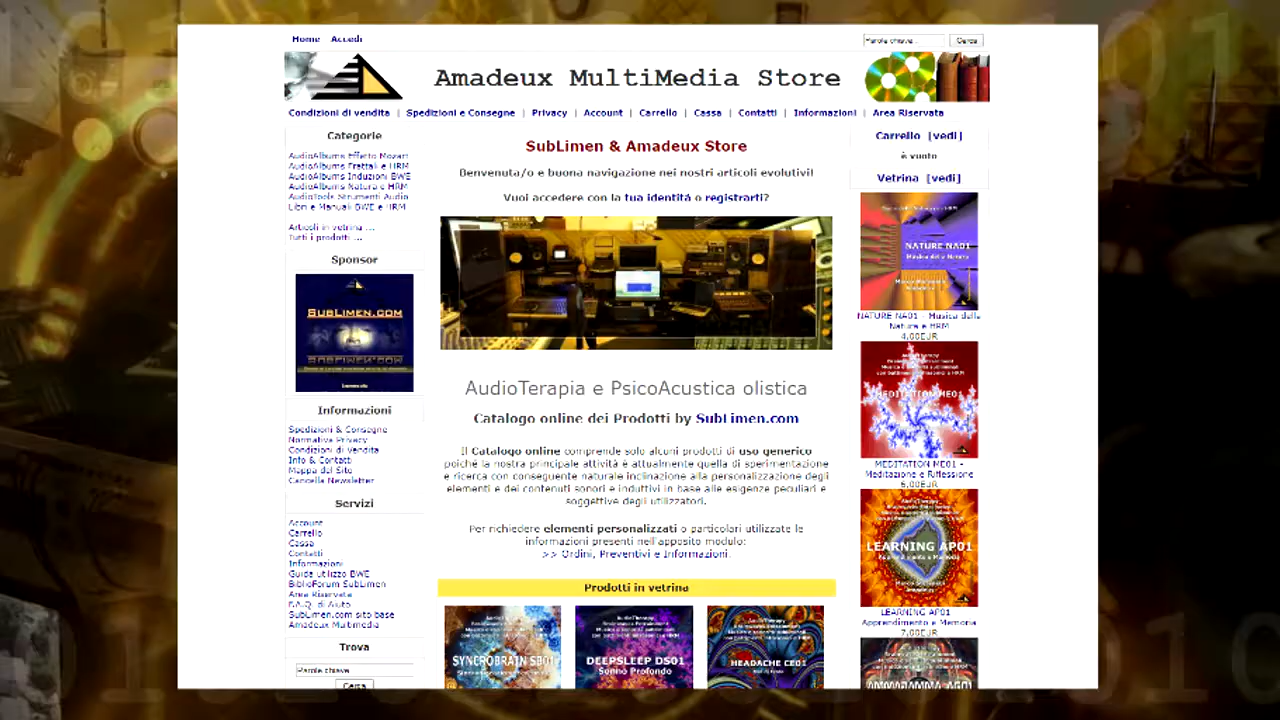 Home Accedi
Parola chiave... Cerca
Amadeux MultiMedia Store
Condizioni di vendita | Spedizioni e Consegne | Privacy | Account | Carrello | Cassa | Contatti | Informazioni | Area Riservata
Categorie
AudioAlbums Effetto Mozart
AudioAlbums Frattali e HRM
AudioAlbums Induzioni BWE
AudioAlbums Natura e HRM
AudioTools Strumenti Audio
Libri e Manuali BWE e HRM
Articoli in vetrina ...
Tutti i prodotti ...
Sponsor
SUBLIMEN.COM
Informazioni
Spedizioni & Consegne
Normativa Privacy
Condizioni di Vendita
Info & Contatti
Mappa del Sito
Cancella Newsletter
Servizi
Account
Carrello
Cassa
Contatti
Informazioni
Guida utilizzo BWE
BiblioForum SubLimen
Area Riservata
F.A.Q. di Aiuto
SubLimen.com sito base
Amadeux Multimedia
Trova
Parola chiave
Cerca
SubLimen & Amadeux Store
Benvenuta/o e buona navigazione nei nostri articoli evolutivi!
Vuoi accedere con la tua identità o registrarti?
AudioTerapia e PsicoAcustica olistica
Catalogo online dei Prodotti by SubLimen.com
Il Catalogo online comprende solo alcuni prodotti di uso generico
poiché la nostra principale attività è attualmente quella di sperimentazione
e ricerca con conseguente naturale inclinazione alla personalizzazione degli
elementi e dei contenuti sonori e induttivi in base alle esigenze peculiari e
soggettive degli utilizzatori.
Per richiedere elementi personalizzati o particolari utilizzate le
informazioni presenti nell'apposito modulo:
>> Ordini, Preventivi e Informazioni.
Prodotti in vetrina
SYNCROBRAIN SB01
DEEPSLEEP DS01
Sonno Profondo
HEADACHE CE01
Carrello [vedi]
è vuoto
Vetrina [vedi]
NATURE NA01
Musica della Natura
NATURE NA01 - Musica della
Natura e HRM
4,00EUR
MEDITATION ME01
MEDITATION ME01 -
Meditazione e Riflessione
6,00EUR
LEARNING AP01
Apprendimento e Memoria
LEARNING AP01 -
Apprendimento e Memoria
7,00EUR